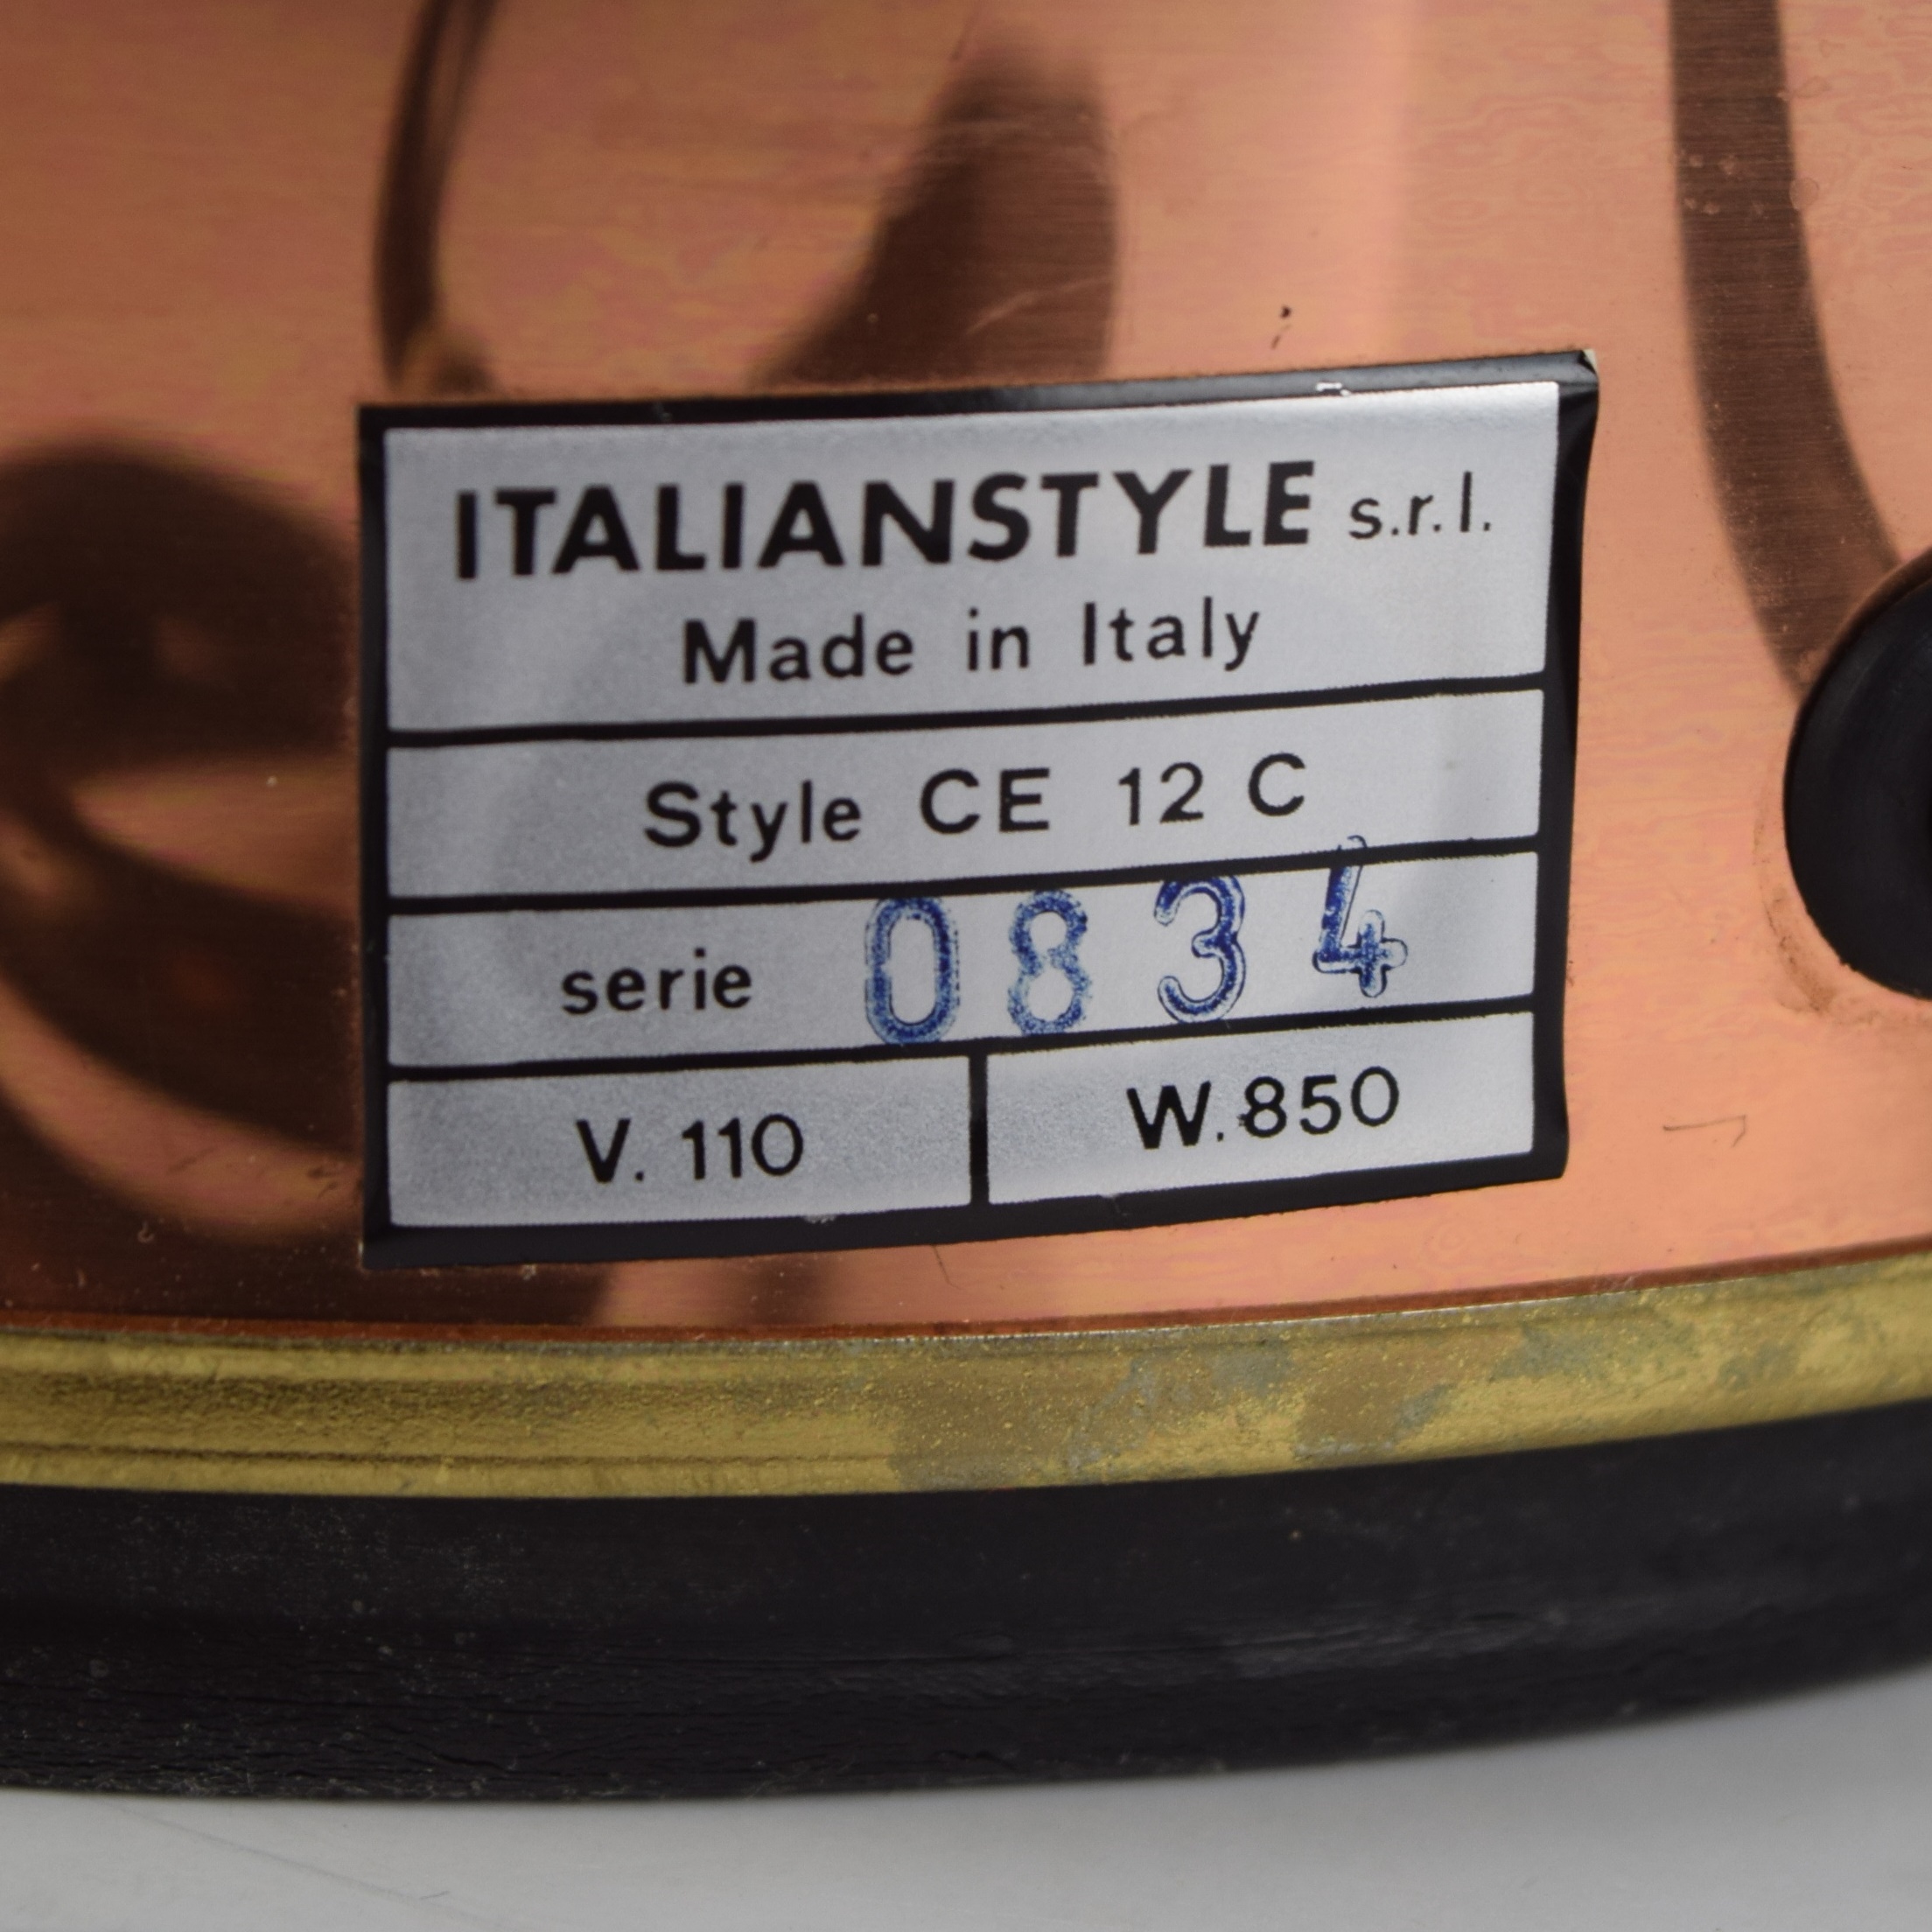 ITALIANSTYLE s.r.l.
Made in Italy
Style CE 12 C
serie 0834
V. 110 W.850